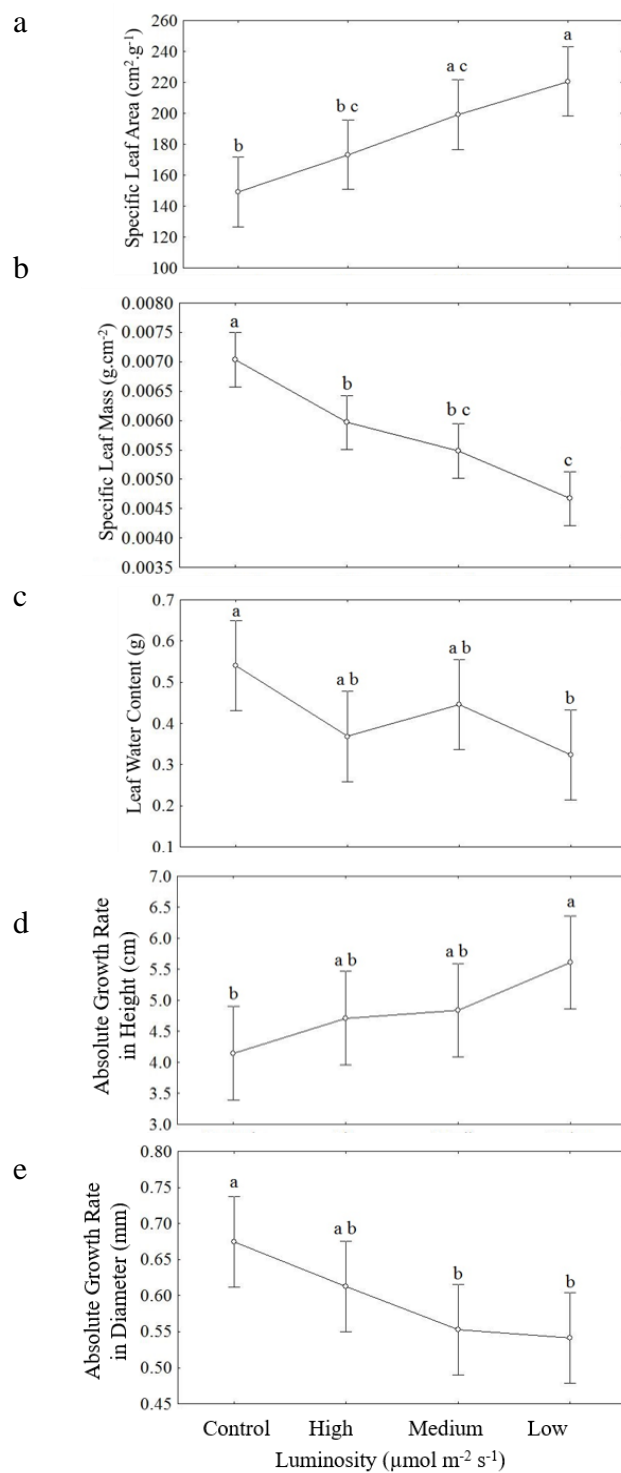 a
Specific Leaf Area (cm².g⁻¹)
260
240
220
200
180
160
140
120
100
b
b c
a c
a
b
Specific Leaf Mass (g.cm⁻²)
0.0080
0.0075
0.0070
0.0065
0.0060
0.0055
0.0050
0.0045
0.0040
0.0035
a
b
b c
c
c
Leaf Water Content (g)
0.7
0.6
0.5
0.4
0.3
0.2
0.1
a
a b
a b
b
d
Absolute Growth Rate
in Height (cm)
7.0
6.5
6.0
5.5
5.0
4.5
4.0
3.5
3.0
b
a b
a b
a
e
Absolute Growth Rate
in Diameter (mm)
0.80
0.75
0.70
0.65
0.60
0.55
0.50
0.45
a
a b
b
b
Control High Medium Low
Luminosity (µmol m⁻² s⁻¹)